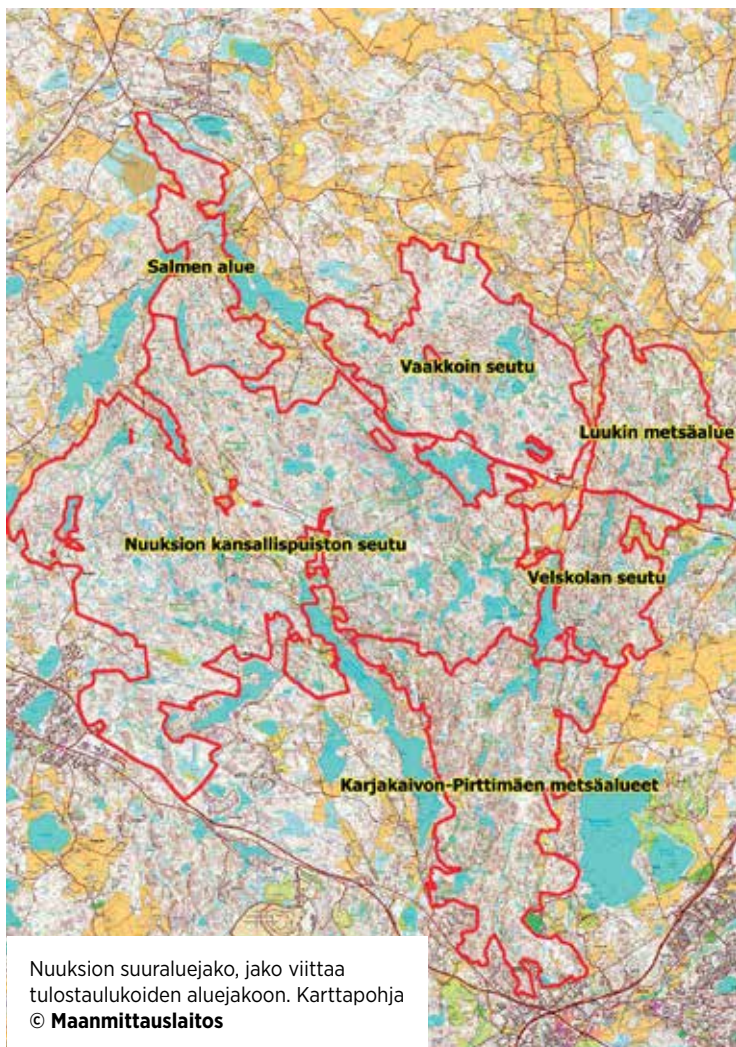 Salmen alue
Vaakkoin seutu
Luukin metsäalue
Nuuksion kansallispuiston seutu
Velskolan seutu
Karjakaivon-Pirttimäen metsäalueet
Nuuksion suuraluejako, jako viittaa
tulostaulukoiden aluejakoon. Karttapohja
© Maanmittauslaitos